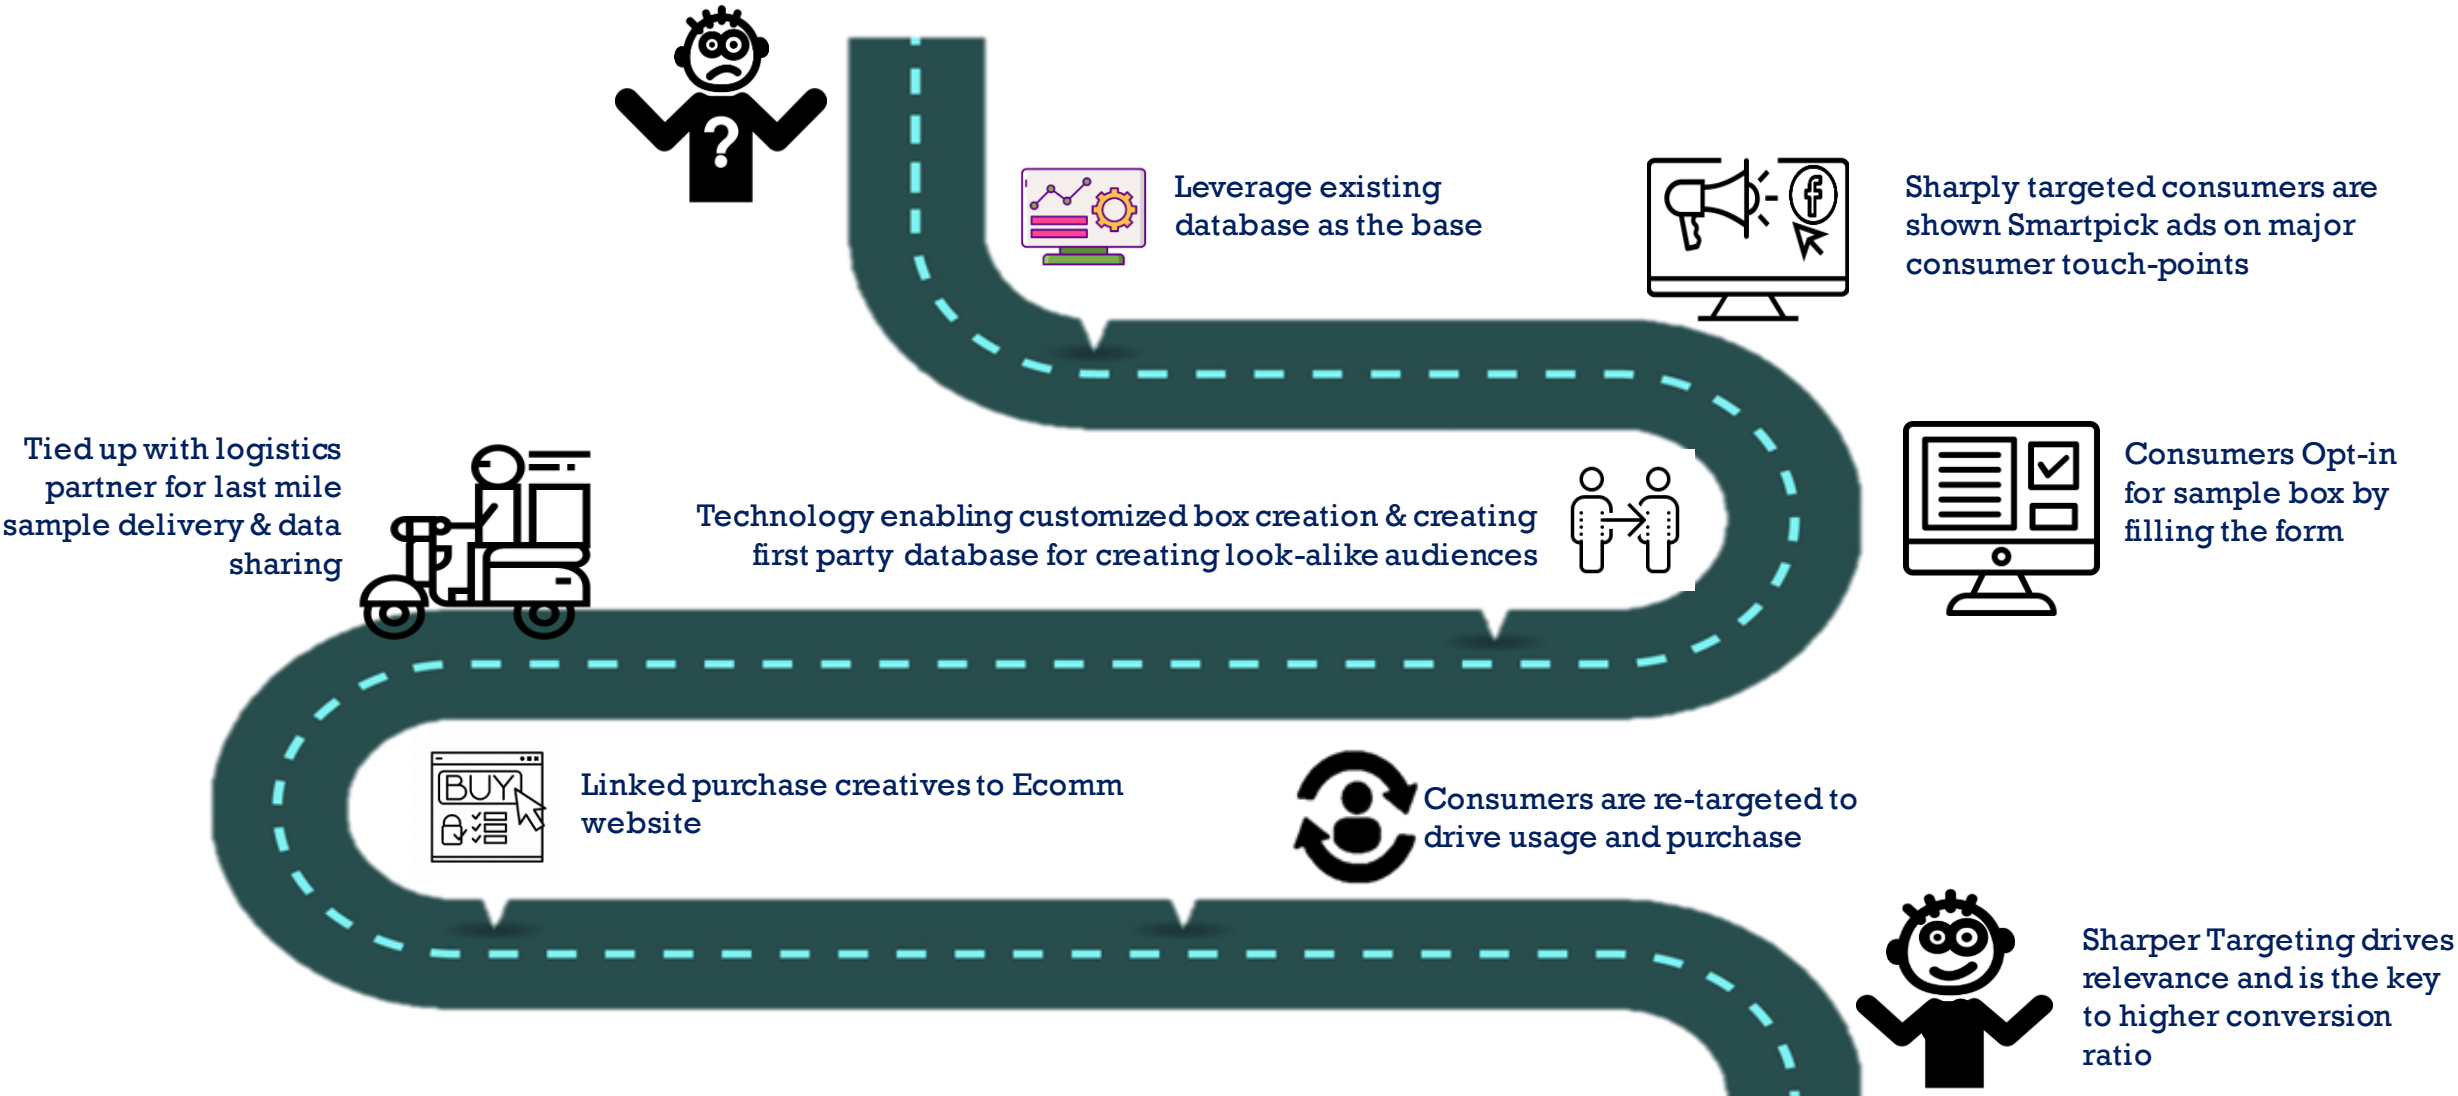 ?
Leverage existing
database as the base
Sharply targeted consumers are
shown Smartpick ads on major
consumer touch-points
f
Consumers Opt-in
for sample box by
filling the form
Technology enabling customized box creation & creating
first party database for creating look-alike audiences
Tied up with logistics
partner for last mile
sample delivery & data
sharing
BUY
Linked purchase creatives to Ecomm
website
Consumers are re-targeted to
drive usage and purchase
Sharper Targeting drives
relevance and is the key
to higher conversion
ratio